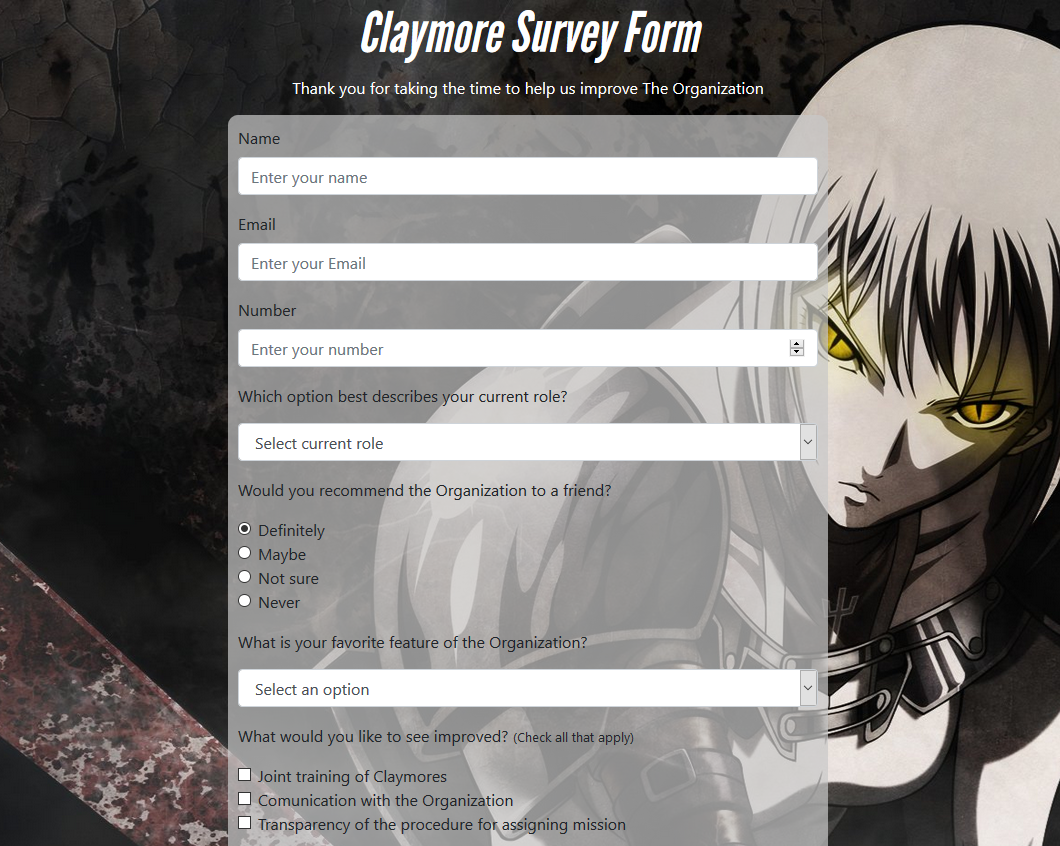 Claymore Survey Form
Thank you for taking the time to help us improve The Organization
Name
Enter your name
Email
Enter your Email
Number
Enter your number
Which option best describes your current role?
Select current role
Would you recommend the Organization to a friend?
Definitely
Maybe
Not sure
Never
What is your favorite feature of the Organization?
Select an option
What would you like to see improved? (Check all that apply)
Joint training of Claymores
Comunication with the Organization
Transparency of the procedure for assigning mission